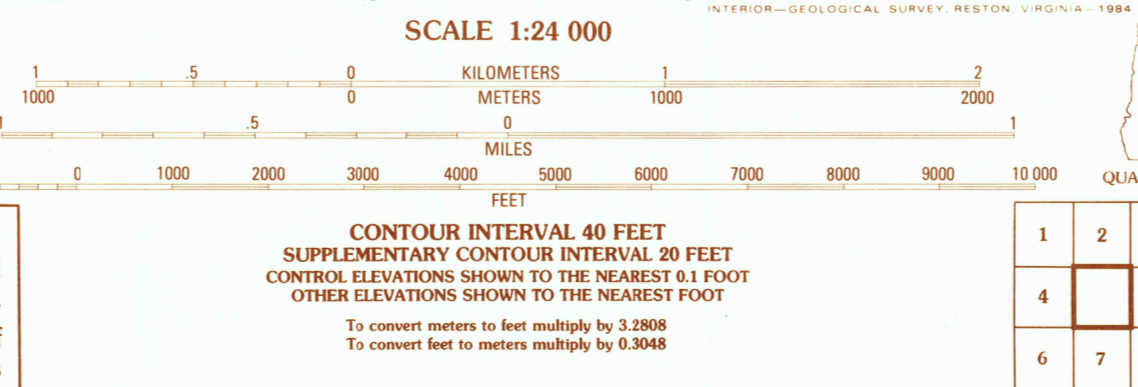 INTERIOR—GEOLOGICAL SURVEY, RESTON, VIRGINIA—1984
SCALE 1:24 000
1 .5 0 KILOMETERS 1 2
1000 0 METERS 1000 2000
1 .5 0 1
MILES
0 1000 2000 3000 4000 5000 6000 7000 8000 9000 10 000
FEET
QUA
CONTOUR INTERVAL 40 FEET
SUPPLEMENTARY CONTOUR INTERVAL 20 FEET
CONTROL ELEVATIONS SHOWN TO THE NEAREST 0.1 FOOT
OTHER ELEVATIONS SHOWN TO THE NEAREST FOOT
To convert meters to feet multiply by 3.2808
To convert feet to meters multiply by 0.3048
1 2
4
6 7